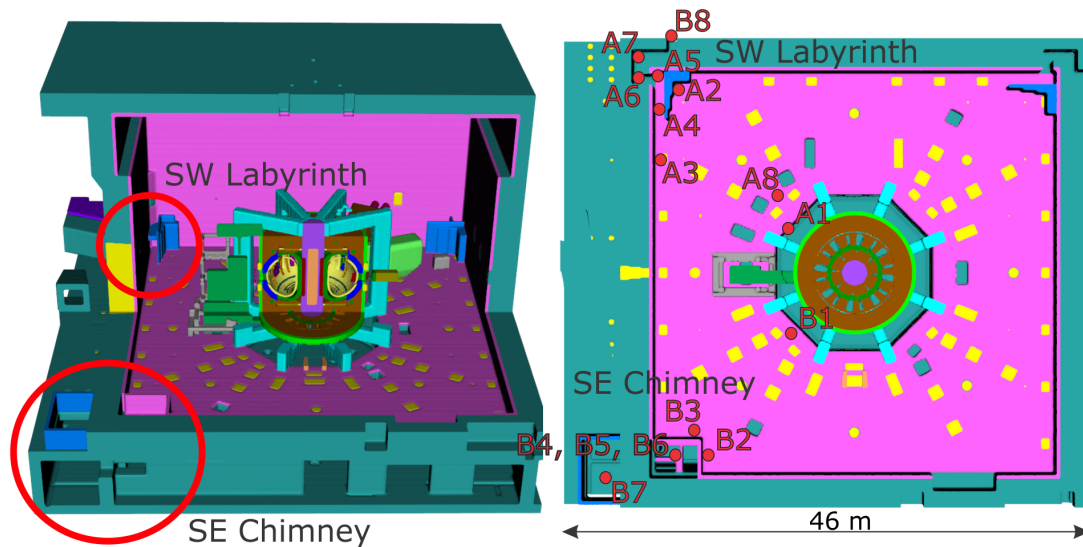 SW Labyrinth
SE Chimney
B8
A7
SW Labyrinth
A5
A6
A2
A4
A3
A8
A1
B1
SE Chimney
B3
B4, B5, B6
B2
B7
46 m